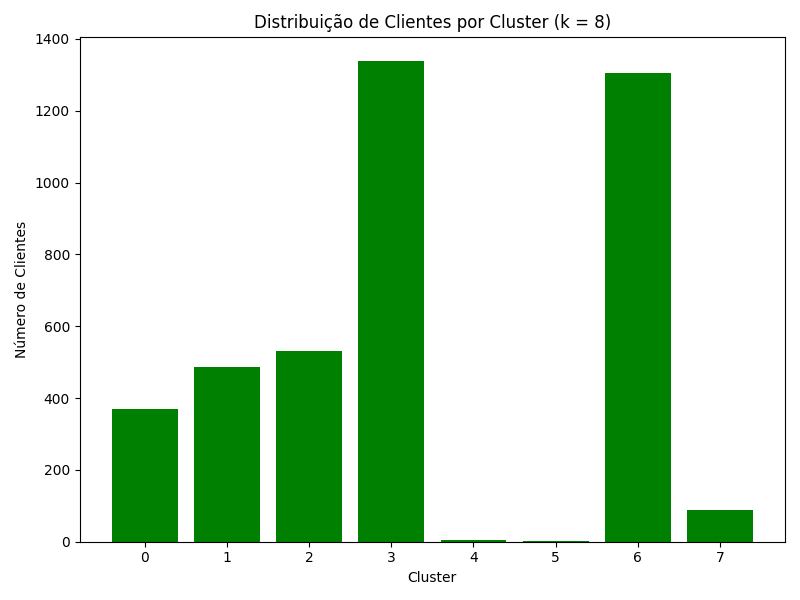 Distribuição de Clientes por Cluster (k = 8)
1400
1200
1000
800
600
400
200
0
Número de Clientes
0 1 2 3 4 5 6 7
Cluster